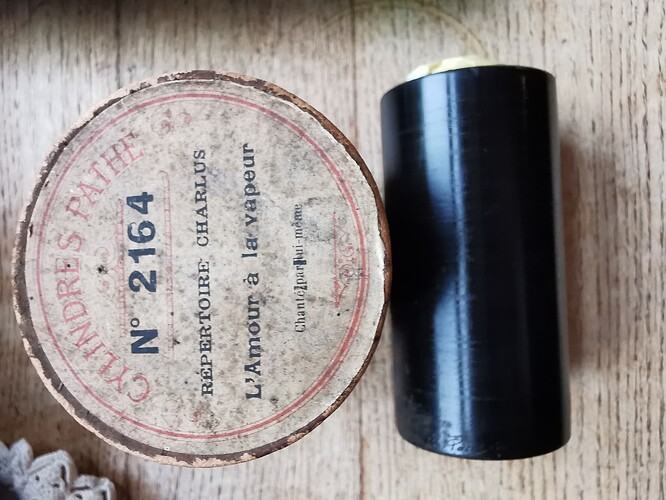 CYLINDRES PATHÉ
N° 2164
RÉPERTOIRE CHARLUS
L'Amour à la vapeur
Chanté par lui-même